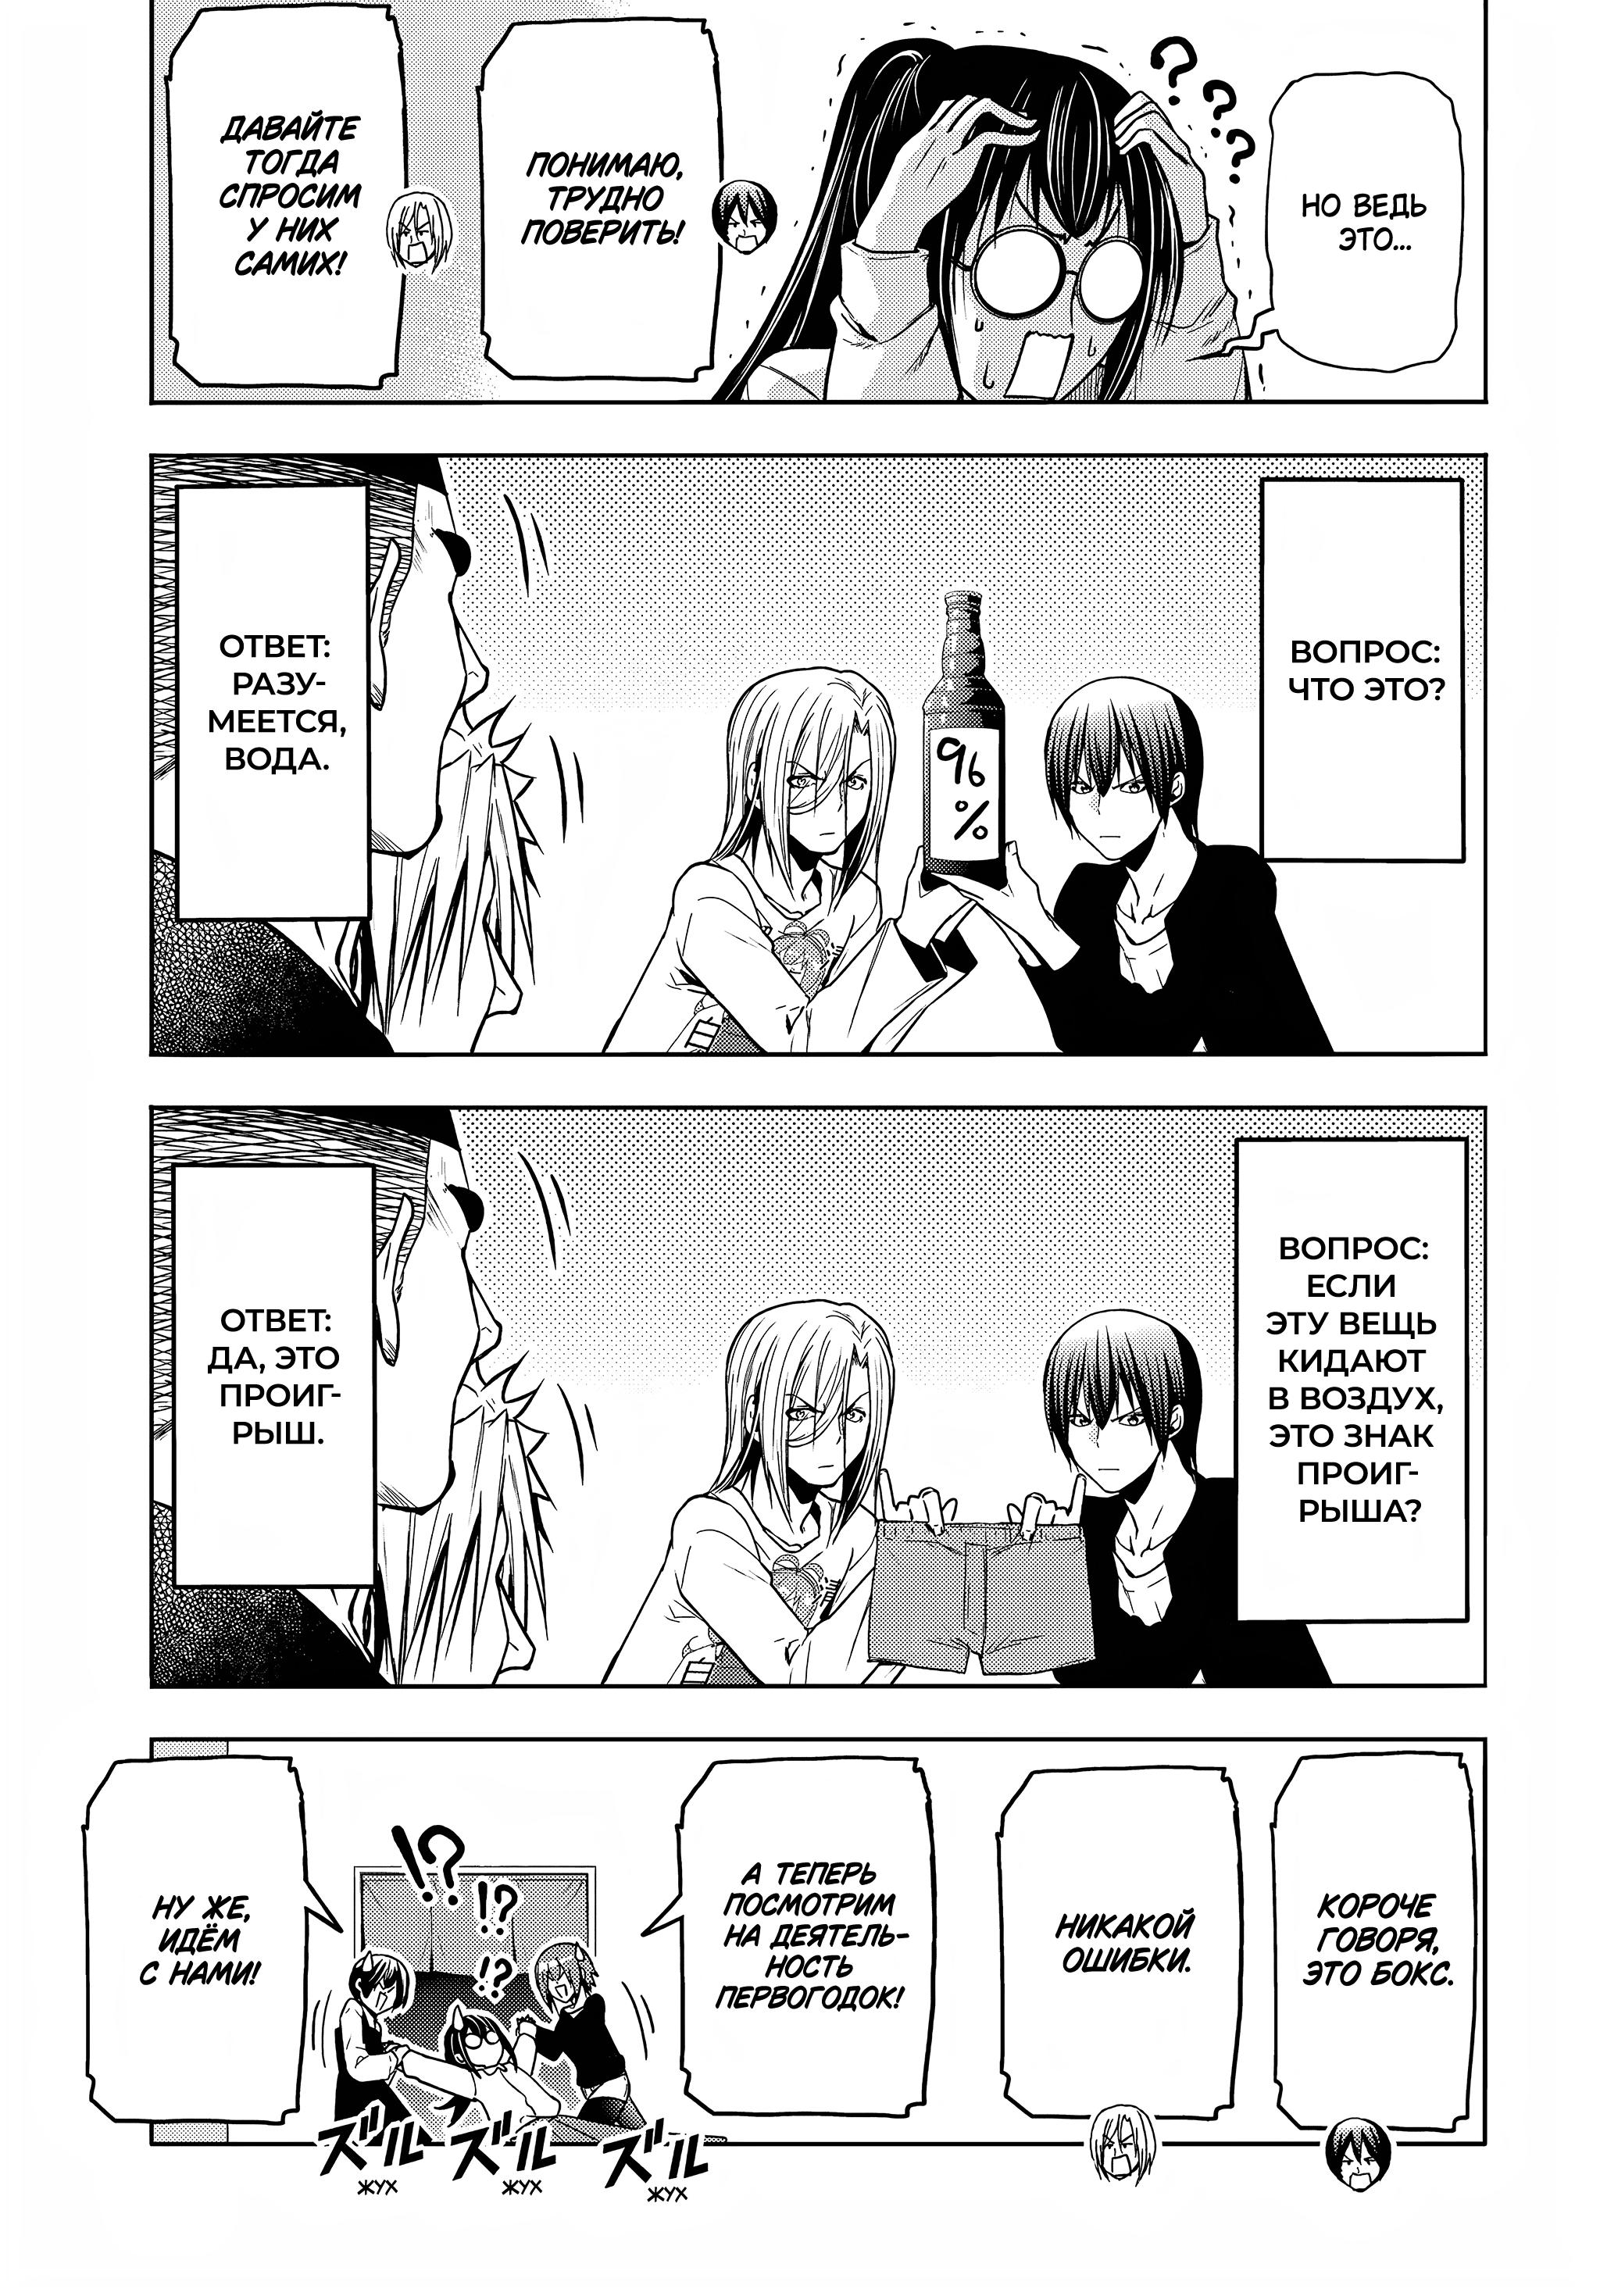 ???
НО ВЕДЬ
ЭТО...
ПОНИМАЮ,
ТРУДНО
ПОВЕРИТЬ!
ДАВАЙТЕ
ТОГДА
СПРОСИМ
У НИХ
САМИХ!
ВОПРОС:
ЧТО ЭТО?
96
%
ОТВЕТ:
РАЗУ-
МЕЕТСЯ,
ВОДА.
ВОПРОС:
ЕСЛИ
ЭТУ ВЕЩЬ
КИДАЮТ
В ВОЗДУХ,
ЭТО ЗНАК
ПРОИГ-
РЫША?
ОТВЕТ:
ДА, ЭТО
ПРОИГ-
РЫШ.
КОРОЧЕ
ГОВОРЯ,
ЭТО БОКС.
НИКАКОЙ
ОШИБКИ.
А ТЕПЕРЬ
ПОСМОТРИМ
НА ДЕЯТЕЛЬ-
НОСТЬ
ПЕРВОГОДОК!
!?
!?
!?
НУ ЖЕ,
ИДЁМ
С НАМИ!
ズル
ЖУХ
ズル
ЖУХ
ズル
ЖУХ